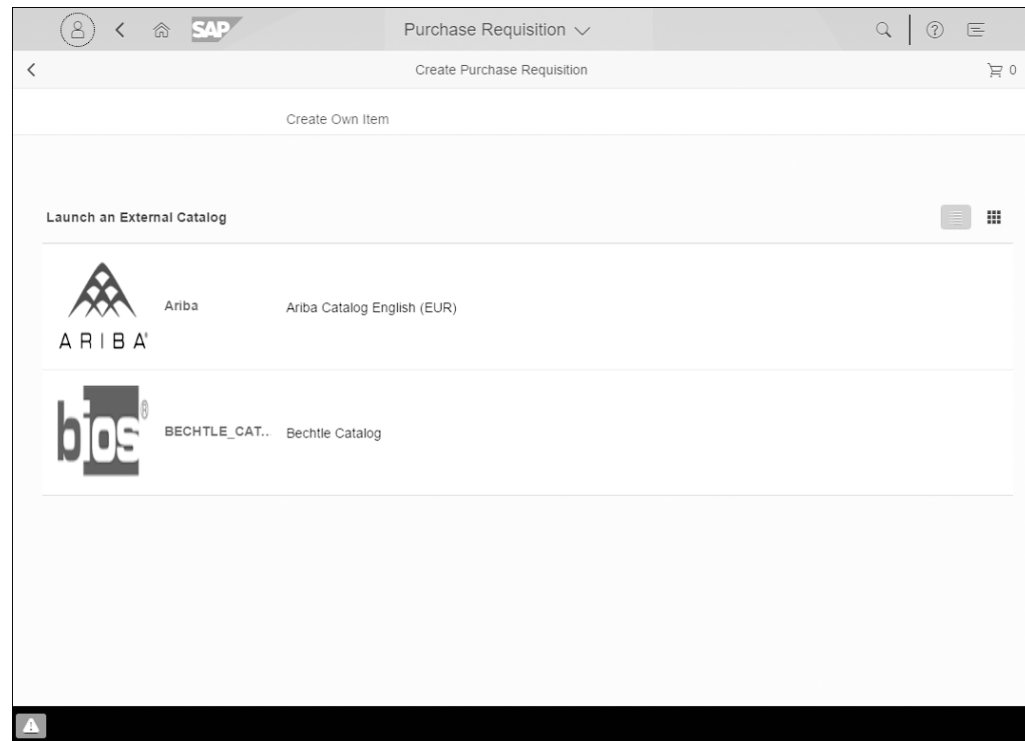 SAP Purchase Requisition
Create Purchase Requisition 0
Create Own Item
Launch an External Catalog
Ariba Ariba Catalog English (EUR)
ARIBA®
bios® BECHTLE_CAT.. Bechtle Catalog